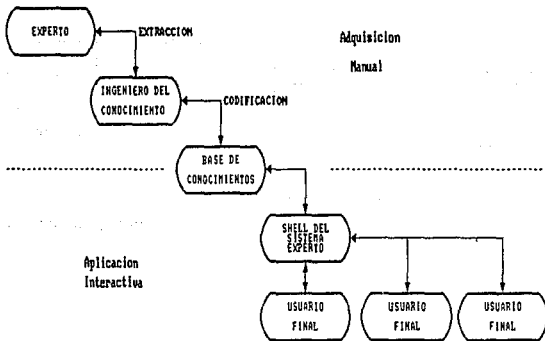 EXPERTO
EXTRACCION
Adquisicion
Manual
INGENIERO DEL
CONOCIMIENTO
CODIFICACION
BASE DE
CONOCIMIENTOS
SHELL DEL
SISTEMA
EXPERTO
Aplicacion
Interactiva
USUARIO
FINAL
USUARIO
FINAL
USUARIO
FINAL